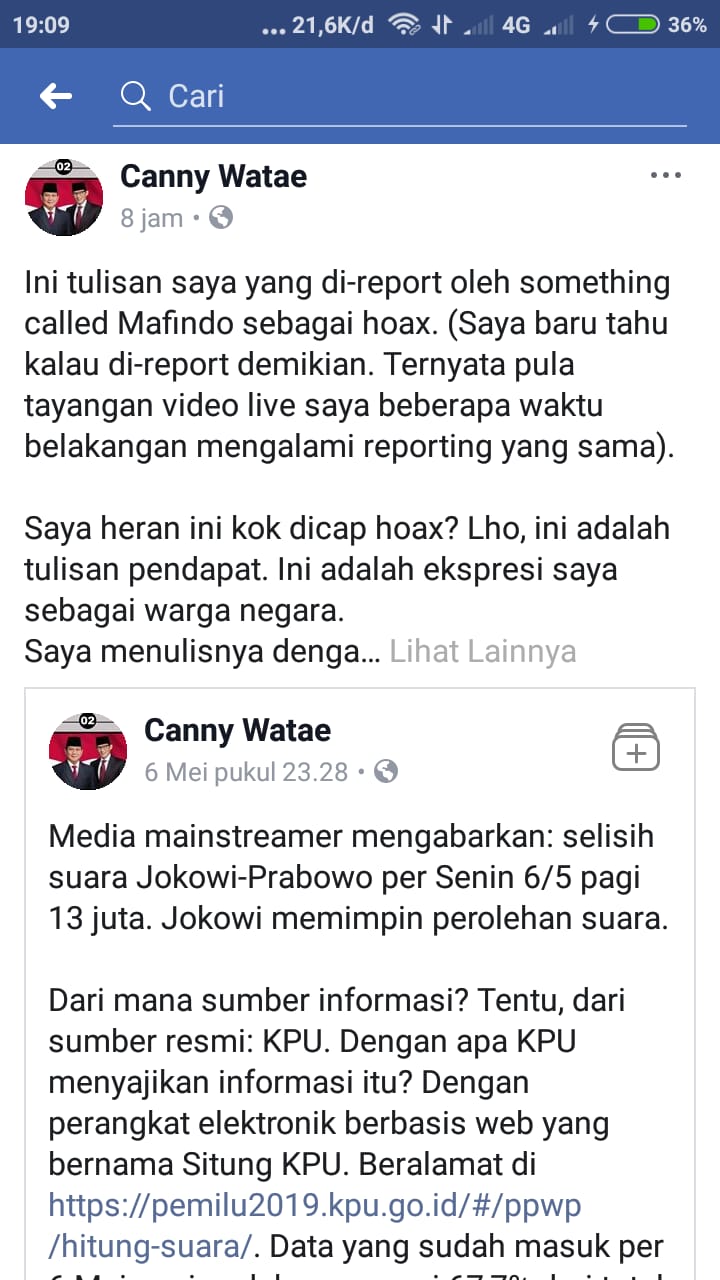 19:09
... 21,6K/d 4G 36%
Cari
02
Canny Watae
8 jam •
Ini tulisan saya yang di-report oleh something
called Mafindo sebagai hoax. (Saya baru tahu
kalau di-report demikian. Ternyata pula
tayangan video live saya beberapa waktu
belakangan mengalami reporting yang sama).
Saya heran ini kok dicap hoax? Lho, ini adalah
tulisan pendapat. Ini adalah ekspresi saya
sebagai warga negara.
Saya menulisnya denga... Lihat Lainnya
02
Canny Watae
6 Mei pukul 23.28 •
Media mainstreamer mengabarkan: selisih
suara Jokowi-Prabowo per Senin 6/5 pagi
13 juta. Jokowi memimpin perolehan suara.
Dari mana sumber informasi? Tentu, dari
sumber resmi: KPU. Dengan apa KPU
menyajikan informasi itu? Dengan
perangkat elektronik berbasis web yang
bernama Situng KPU. Beralamat di
https://pemilu2019.kpu.go.id/#/ppwp
/hitung-suara/. Data yang sudah masuk per